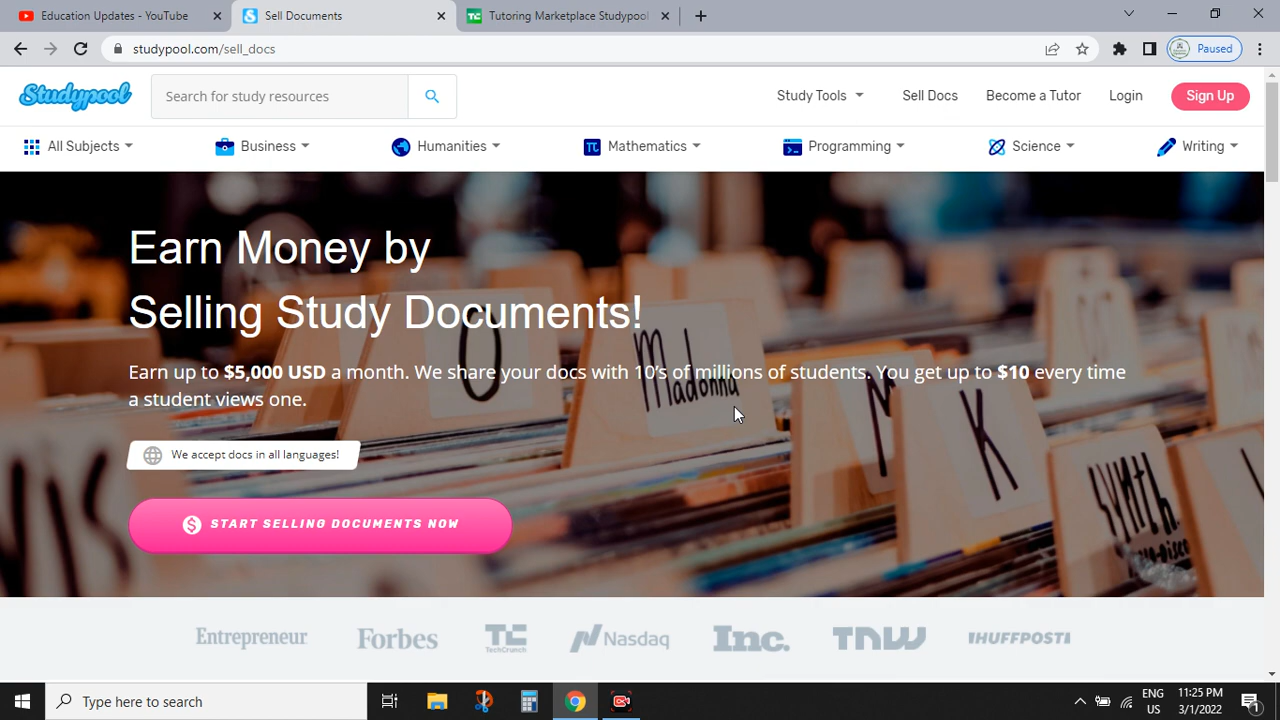 Education Updates - YouTube
Sell Documents
Tutoring Marketplace Studypool
studypool.com/sell_docs
Paused
Studypool
Search for study resources
Study Tools
Sell Docs
Become a Tutor
Login
Sign Up
All Subjects
Business
Humanities
Mathematics
Programming
Science
Writing
Earn Money by
Selling Study Documents!
Earn up to $5,000 USD a month. We share your docs with 10's of millions of students. You get up to $10 every time
a student views one.
We accept docs in all languages!
START SELLING DOCUMENTS NOW
O
Madonna
N
K
SYNTH
Entrepreneur
Forbes
TC
TechCrunch
Nasdaq
Inc.
TNW
HUFFPOST
Type here to search
ENG
US
11:25 PM
3/1/2022
1